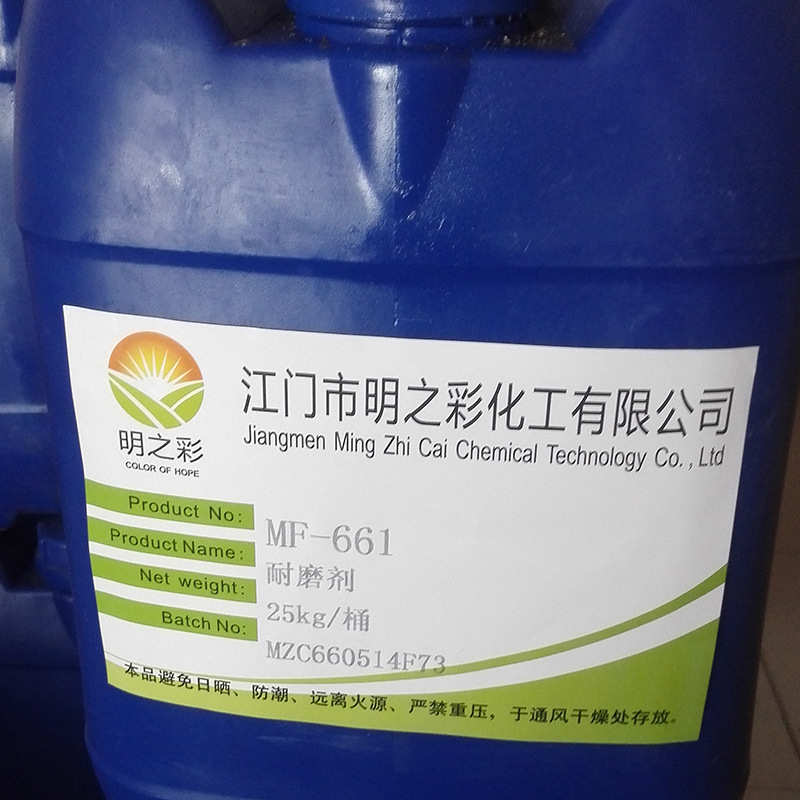 明之彩
COLOR OF HOPE
江门市明之彩化工有限公司
Jiangmen Ming Zhi Cai Chemical Technology Co. , Ltd
Product No: MF-661
Product Name: 耐磨剂
Net weight: 25kg/桶
Batch No: MZC660514F73
本品避免日晒、防潮、远离火源、严禁重压，于通风干燥处存放。